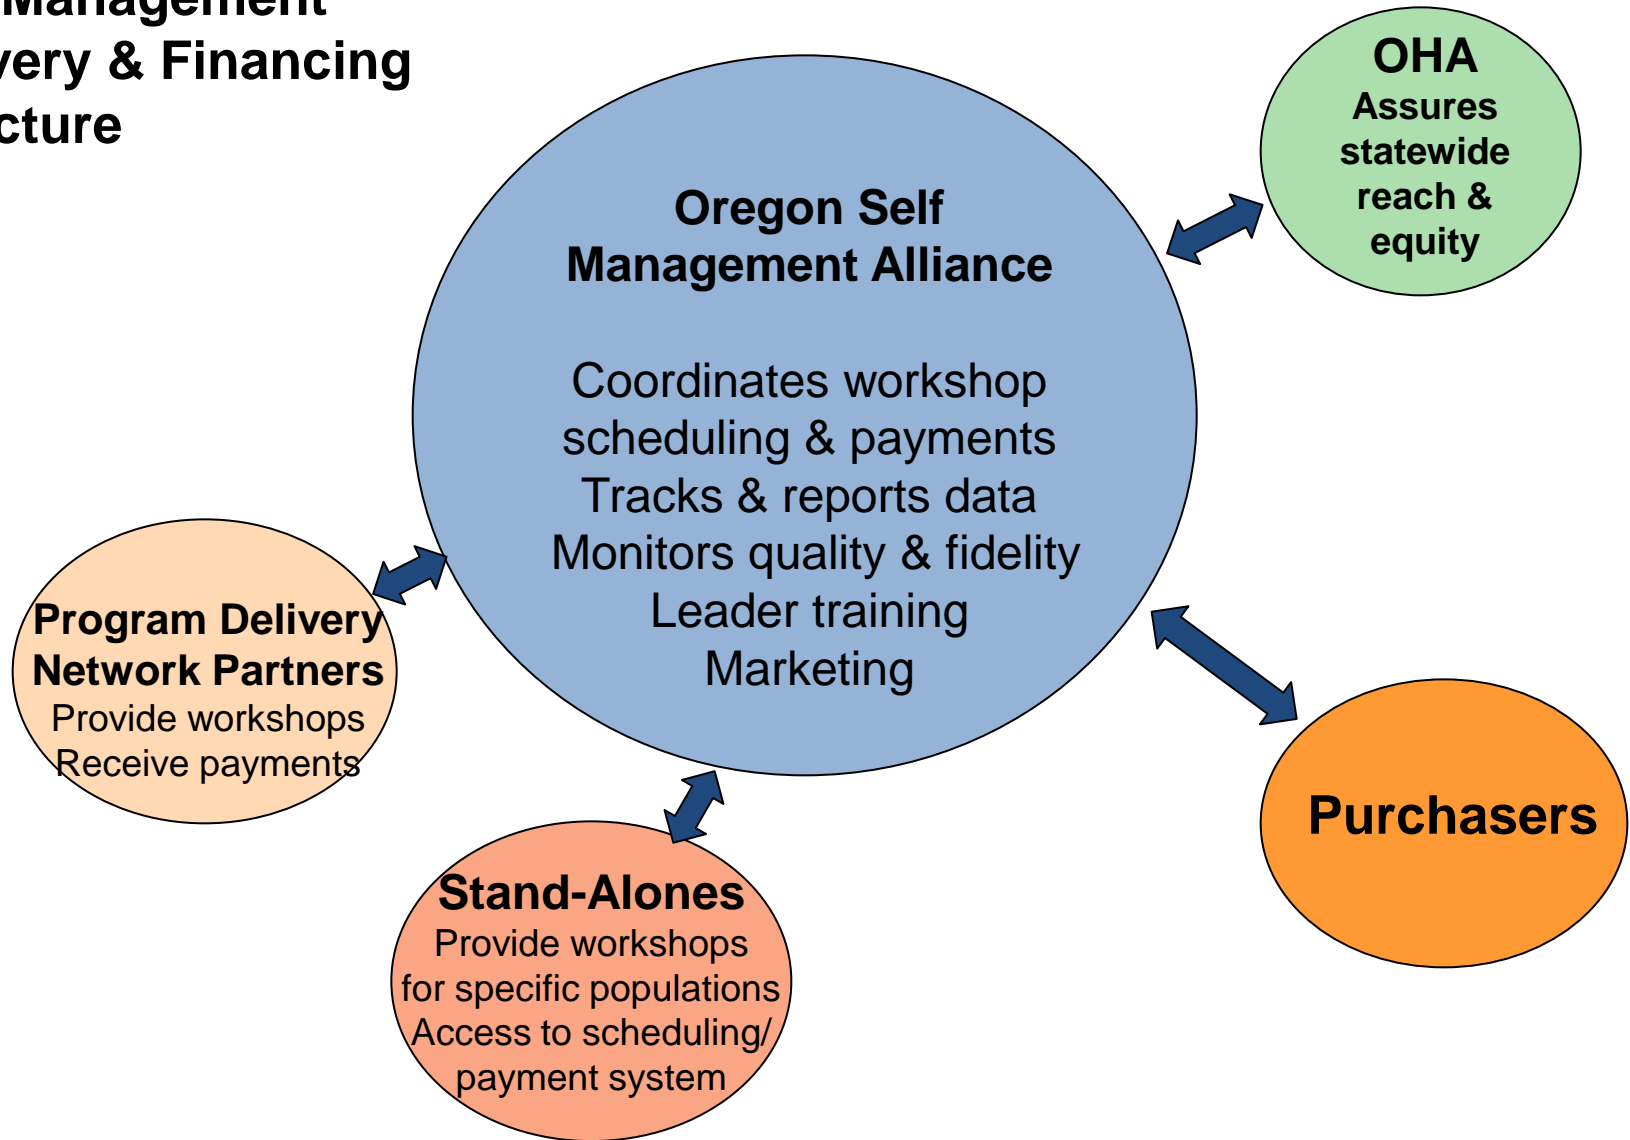 Management
very & Financing
cture
OHA
Assures
statewide
reach &
equity
Oregon Self
Management Alliance
Coordinates workshop
scheduling & payments
Tracks & reports data
Monitors quality & fidelity
Leader training
Marketing
Program Delivery
Network Partners
Provide workshops
Receive payments
Purchasers
Stand-Alones
Provide workshops
for specific populations
Access to scheduling/
payment system